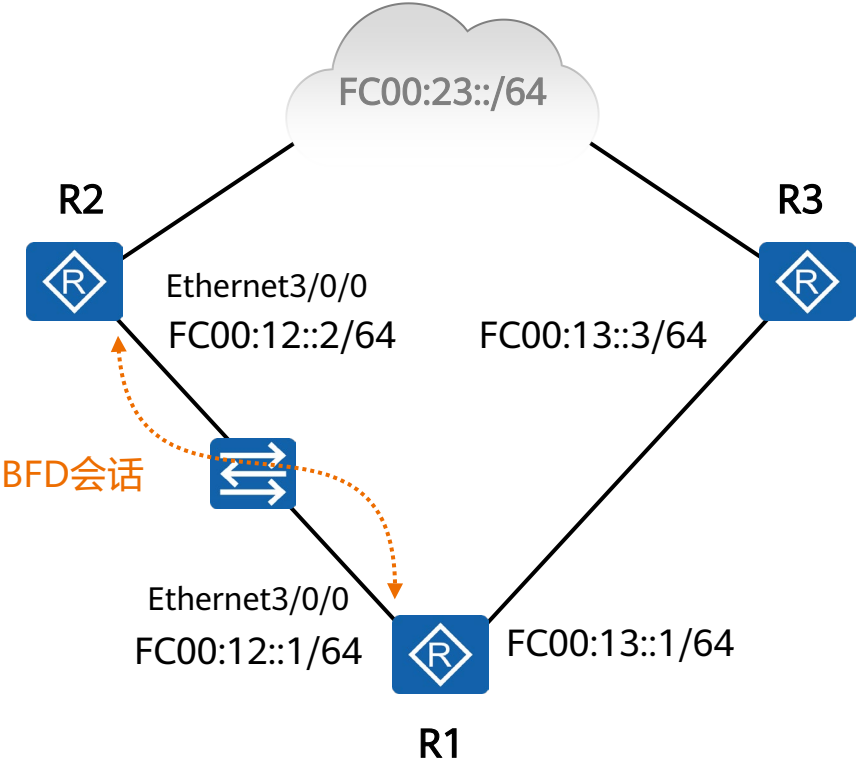 FC00:23::/64
R2
R3
R
R
Ethernet3/0/0
FC00:12::2/64
FC00:13::3/64
BFD会话
Ethernet3/0/0
FC00:12::1/64
R
FC00:13::1/64
R1